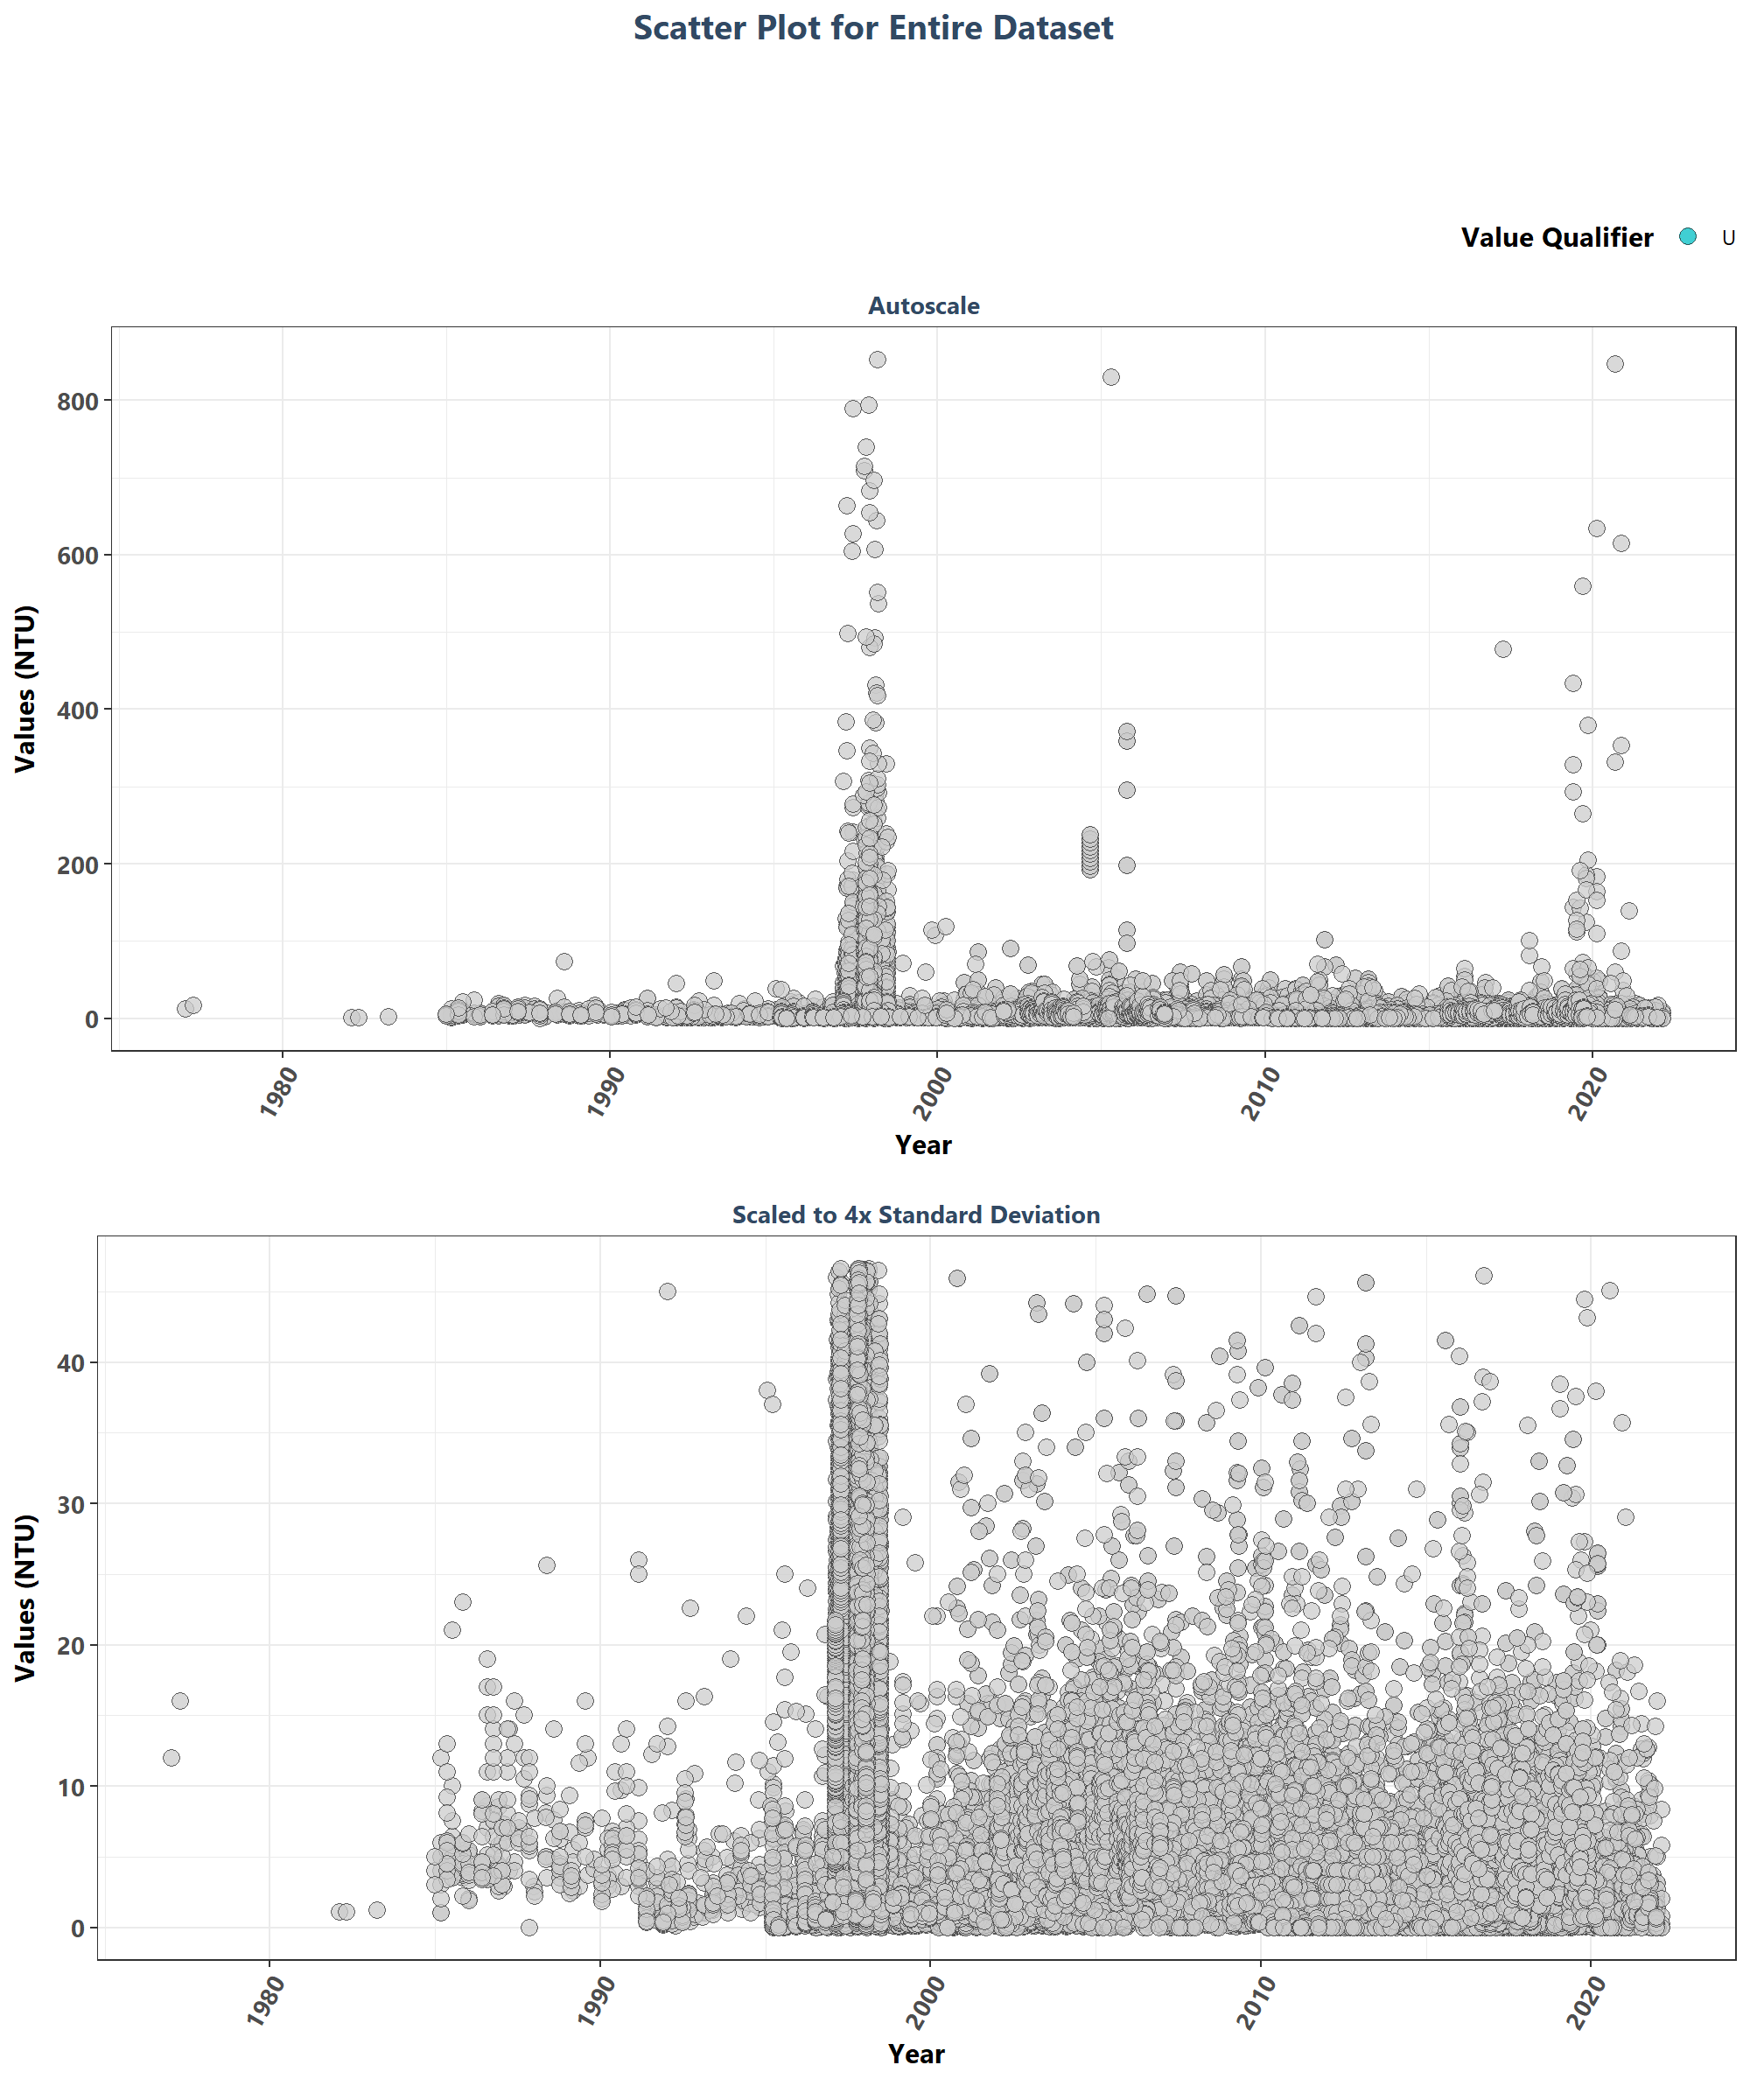 Scatter Plot for Entire Dataset
Value Qualifier U
Autoscale
Values (NTU)
800
600
400
200
0
1980 1990 2000 2010 2020
Year
Scaled to 4x Standard Deviation
Values (NTU)
40
30
20
10
0
1980 1990 2000 2010 2020
Year